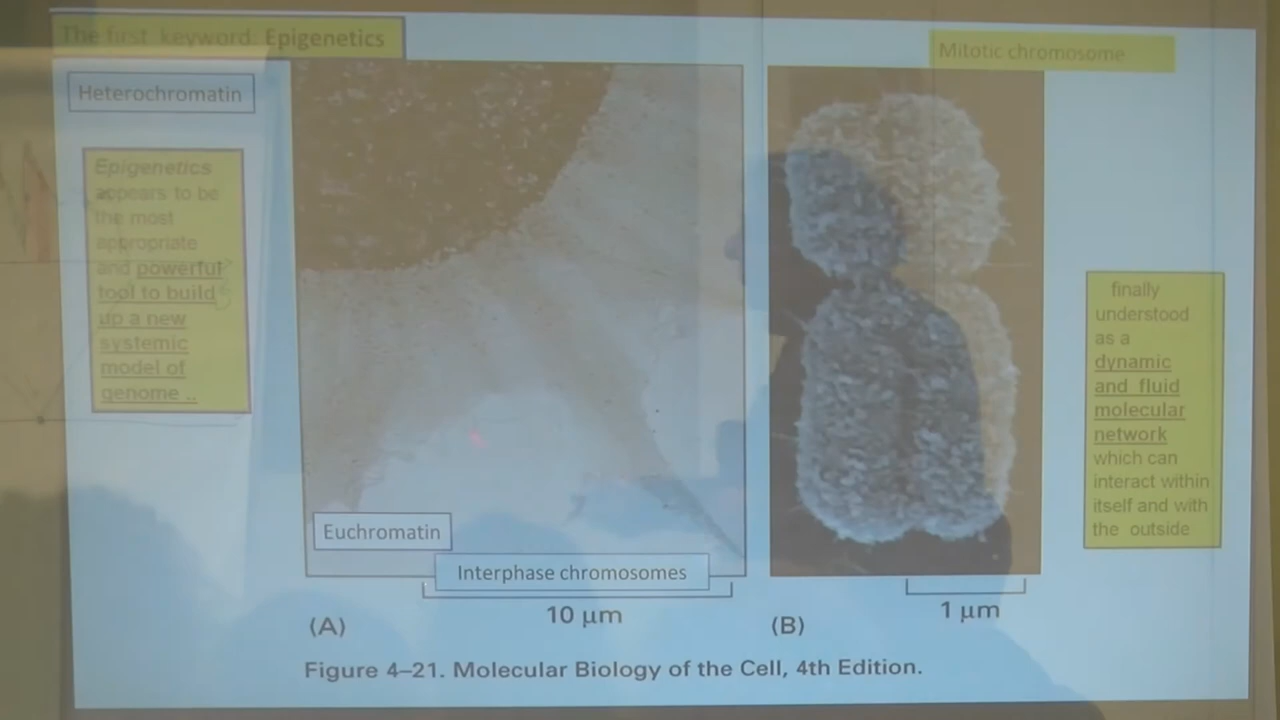 The first keyword: Epigenetics
Mitotic chromosome
Heterochromatin
Epigenetics
appears to be
the most
appropriate
and powerful
tool to build
up a new
systemic
model of
genome ..
finally
understood
as a
dynamic
and fluid
molecular
network
which can
interact within
itself and with
the outside
Euchromatin
Interphase chromosomes
10 μm
1 μm
(A)
(B)
Figure 4–21. Molecular Biology of the Cell, 4th Edition.